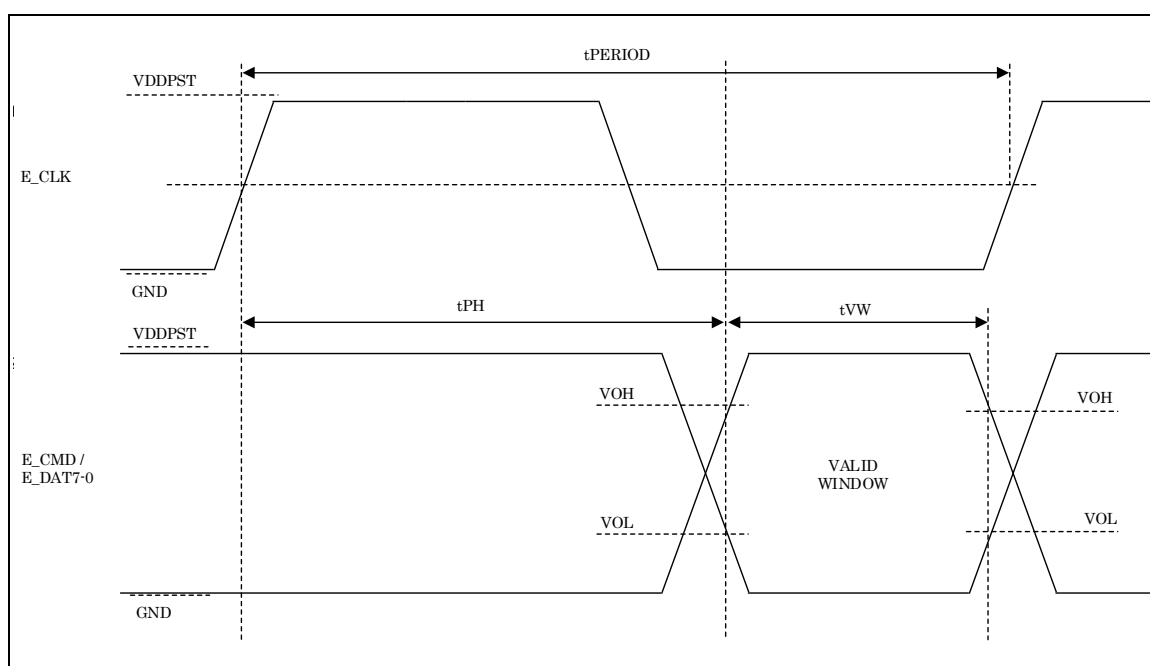 tPERIOD
VDDPST
E_CLK
GND
tPH
tVW
VDDPST
VOH
VOH
E_CMD /
E_DAT7-0
VALID
WINDOW
VOL
VOL
GND